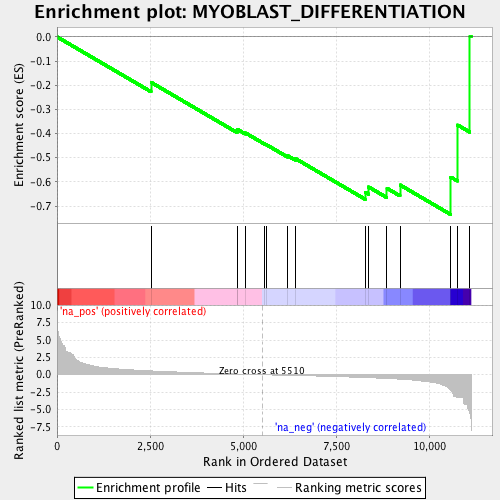 Enrichment plot: MYOBLAST_DIFFERENTIATION
Enrichment score (ES)
0.0
-0.1
-0.2
-0.3
-0.4
-0.5
-0.6
-0.7
'na_pos' (positively correlated)
Ranked list metric (PreRanked)
10.0
7.5
5.0
2.5
0.0
-2.5
-5.0
-7.5
Zero cross at 5510
'na_neg' (negatively correlated)
0 2,500 5,000 7,500 10,000
Rank in Ordered Dataset
Enrichment profile Hits Ranking metric scores